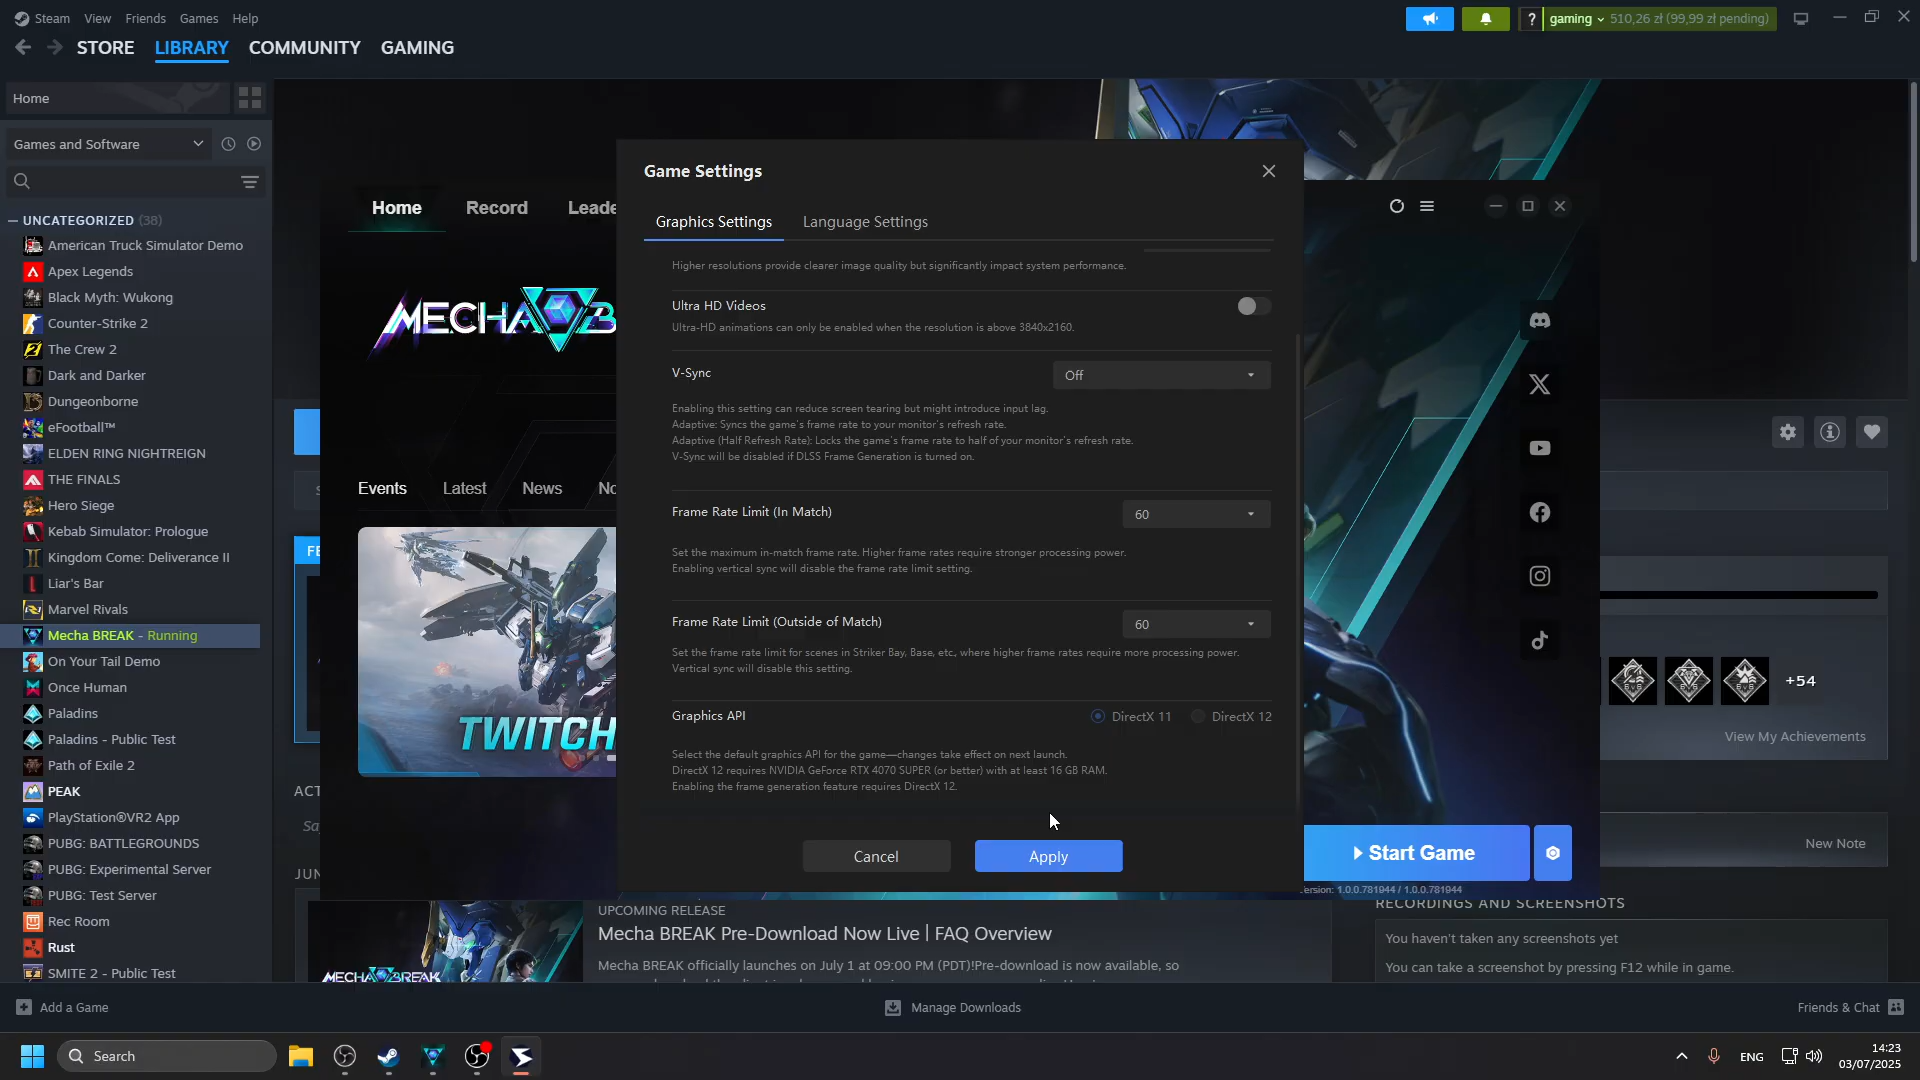 Steam View Friends Games Help
? gaming 510,26 zł (99,99 zł pending)
STORE LIBRARY COMMUNITY GAMING
Home
Games and Software
UNCATEGORIZED (38)
American Truck Simulator Demo
Apex Legends
Black Myth: Wukong
Counter-Strike 2
The Crew 2
Dark and Darker
Dungeonborne
eFootball™
ELDEN RING NIGHTREIGN
THE FINALS
Hero Siege
Kebab Simulator: Prologue
Kingdom Come: Deliverance II
Liar's Bar
Marvel Rivals
Mecha BREAK - Running
On Your Tail Demo
Once Human
Paladins
Paladins - Public Test
Path of Exile 2
PEAK
PlayStation®VR2 App
PUBG: BATTLEGROUNDS
PUBG: Experimental Server
PUBG: Test Server
Rec Room
Rust
SMITE 2 - Public Test
Home Record Leade
MECHA B
Events Latest News No
TWITCH
Game Settings
Graphics Settings Language Settings
Higher resolutions provide clearer image quality but significantly impact system performance.
Ultra HD Videos
Ultra-HD animations can only be enabled when the resolution is above 3840x2160.
V-Sync Off
Enabling this setting can reduce screen tearing but might introduce input lag.
Adaptive: Syncs the game's frame rate to your monitor's refresh rate.
Adaptive (Half Refresh Rate): Locks the game's frame rate to half of your monitor's refresh rate.
V-Sync will be disabled if DLSS Frame Generation is turned on.
Frame Rate Limit (In Match) 60
Set the maximum in-match frame rate. Higher frame rates require stronger processing power.
Enabling vertical sync will disable the frame rate limit setting.
Frame Rate Limit (Outside of Match) 60
Set the frame rate limit for scenes in Striker Bay, Base, etc., where higher frame rates require more processing power.
Vertical sync will disable this setting.
Graphics API DirectX 11 DirectX 12
Select the default graphics API for the game—changes take effect on next launch.
DirectX 12 requires NVIDIA GeForce RTX 4070 SUPER (or better) with at least 16 GB RAM.
Enabling the frame generation feature requires DirectX 12.
Cancel Apply
Start Game
ersion: 1.0.0.781944 / 1.0.0.781944
+54
View My Achievements
New Note
FE
ACT
Sa
JUN
UPCOMING RELEASE
Mecha BREAK Pre-Download Now Live | FAQ Overview
Mecha BREAK officially launches on July 1 at 09:00 PM (PDT)!Pre-download is now available, so
MECHA BREAK
RECORDINGS AND SCREENSHOTS
You haven't taken any screenshots yet
You can take a screenshot by pressing F12 while in game.
Add a Game Manage Downloads Friends & Chat
Search
ENG 14:23
03/07/2025